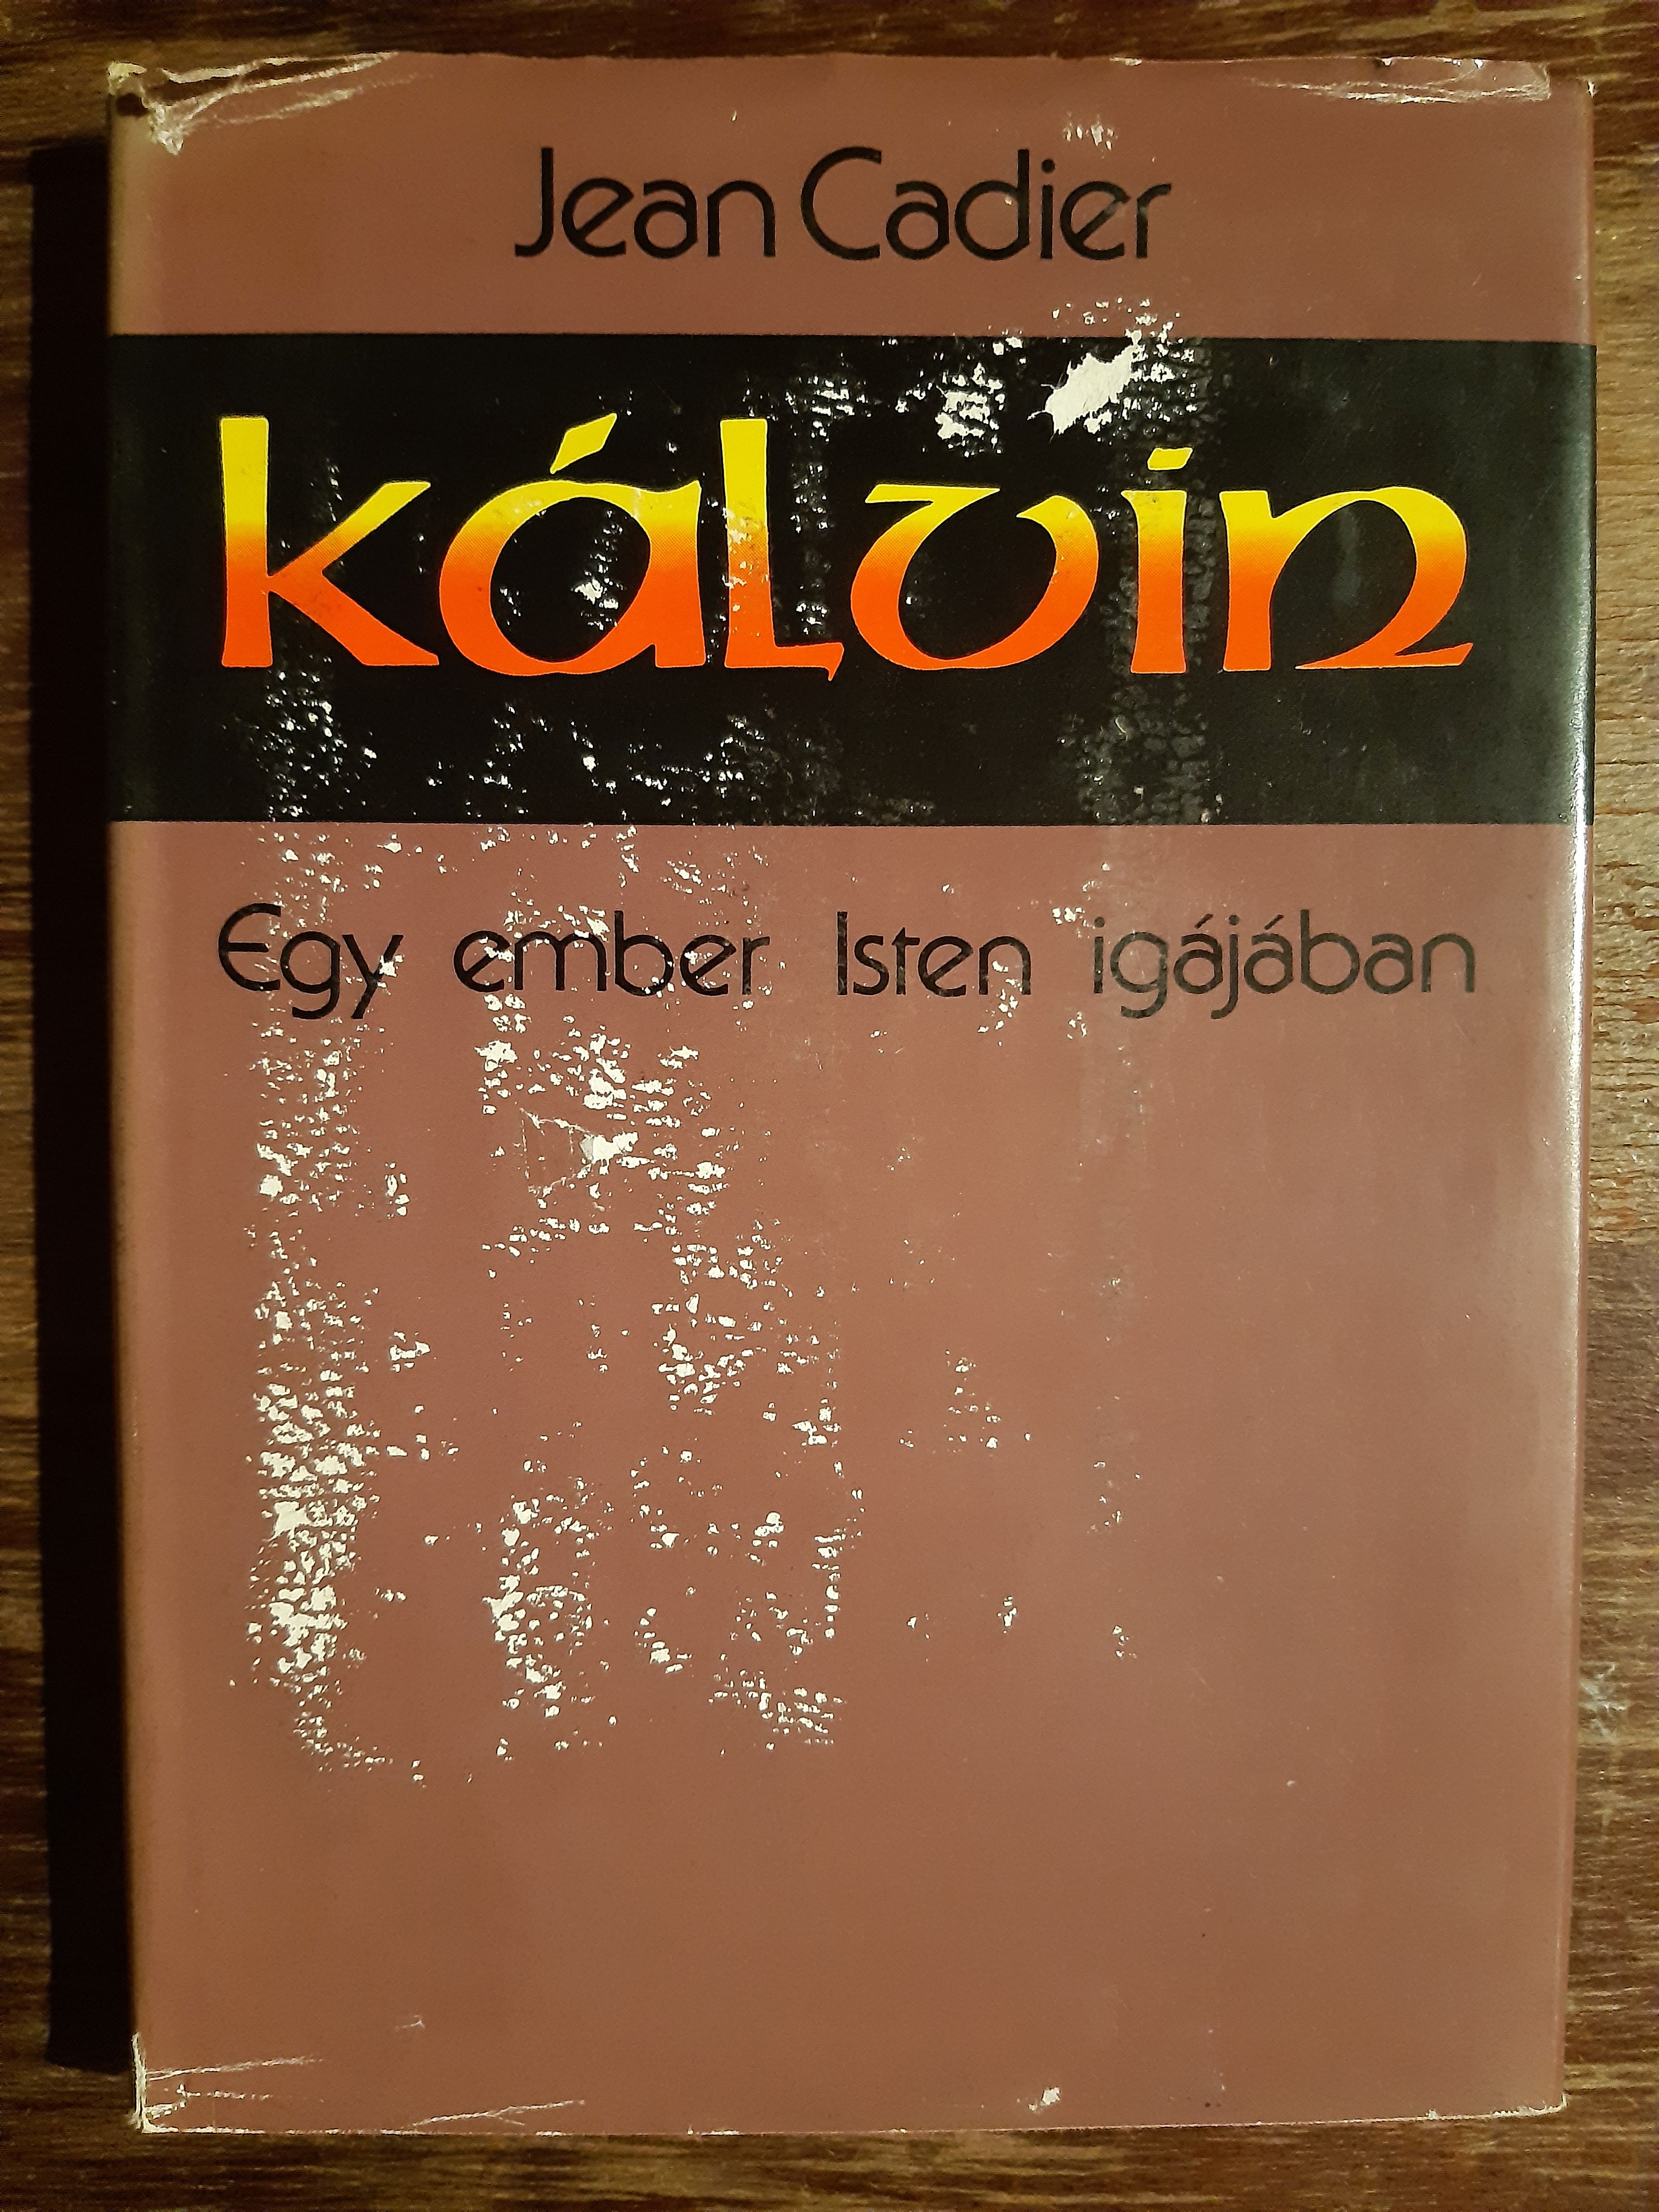 Jean Cadier
kálvin
Egy ember Isten igájában